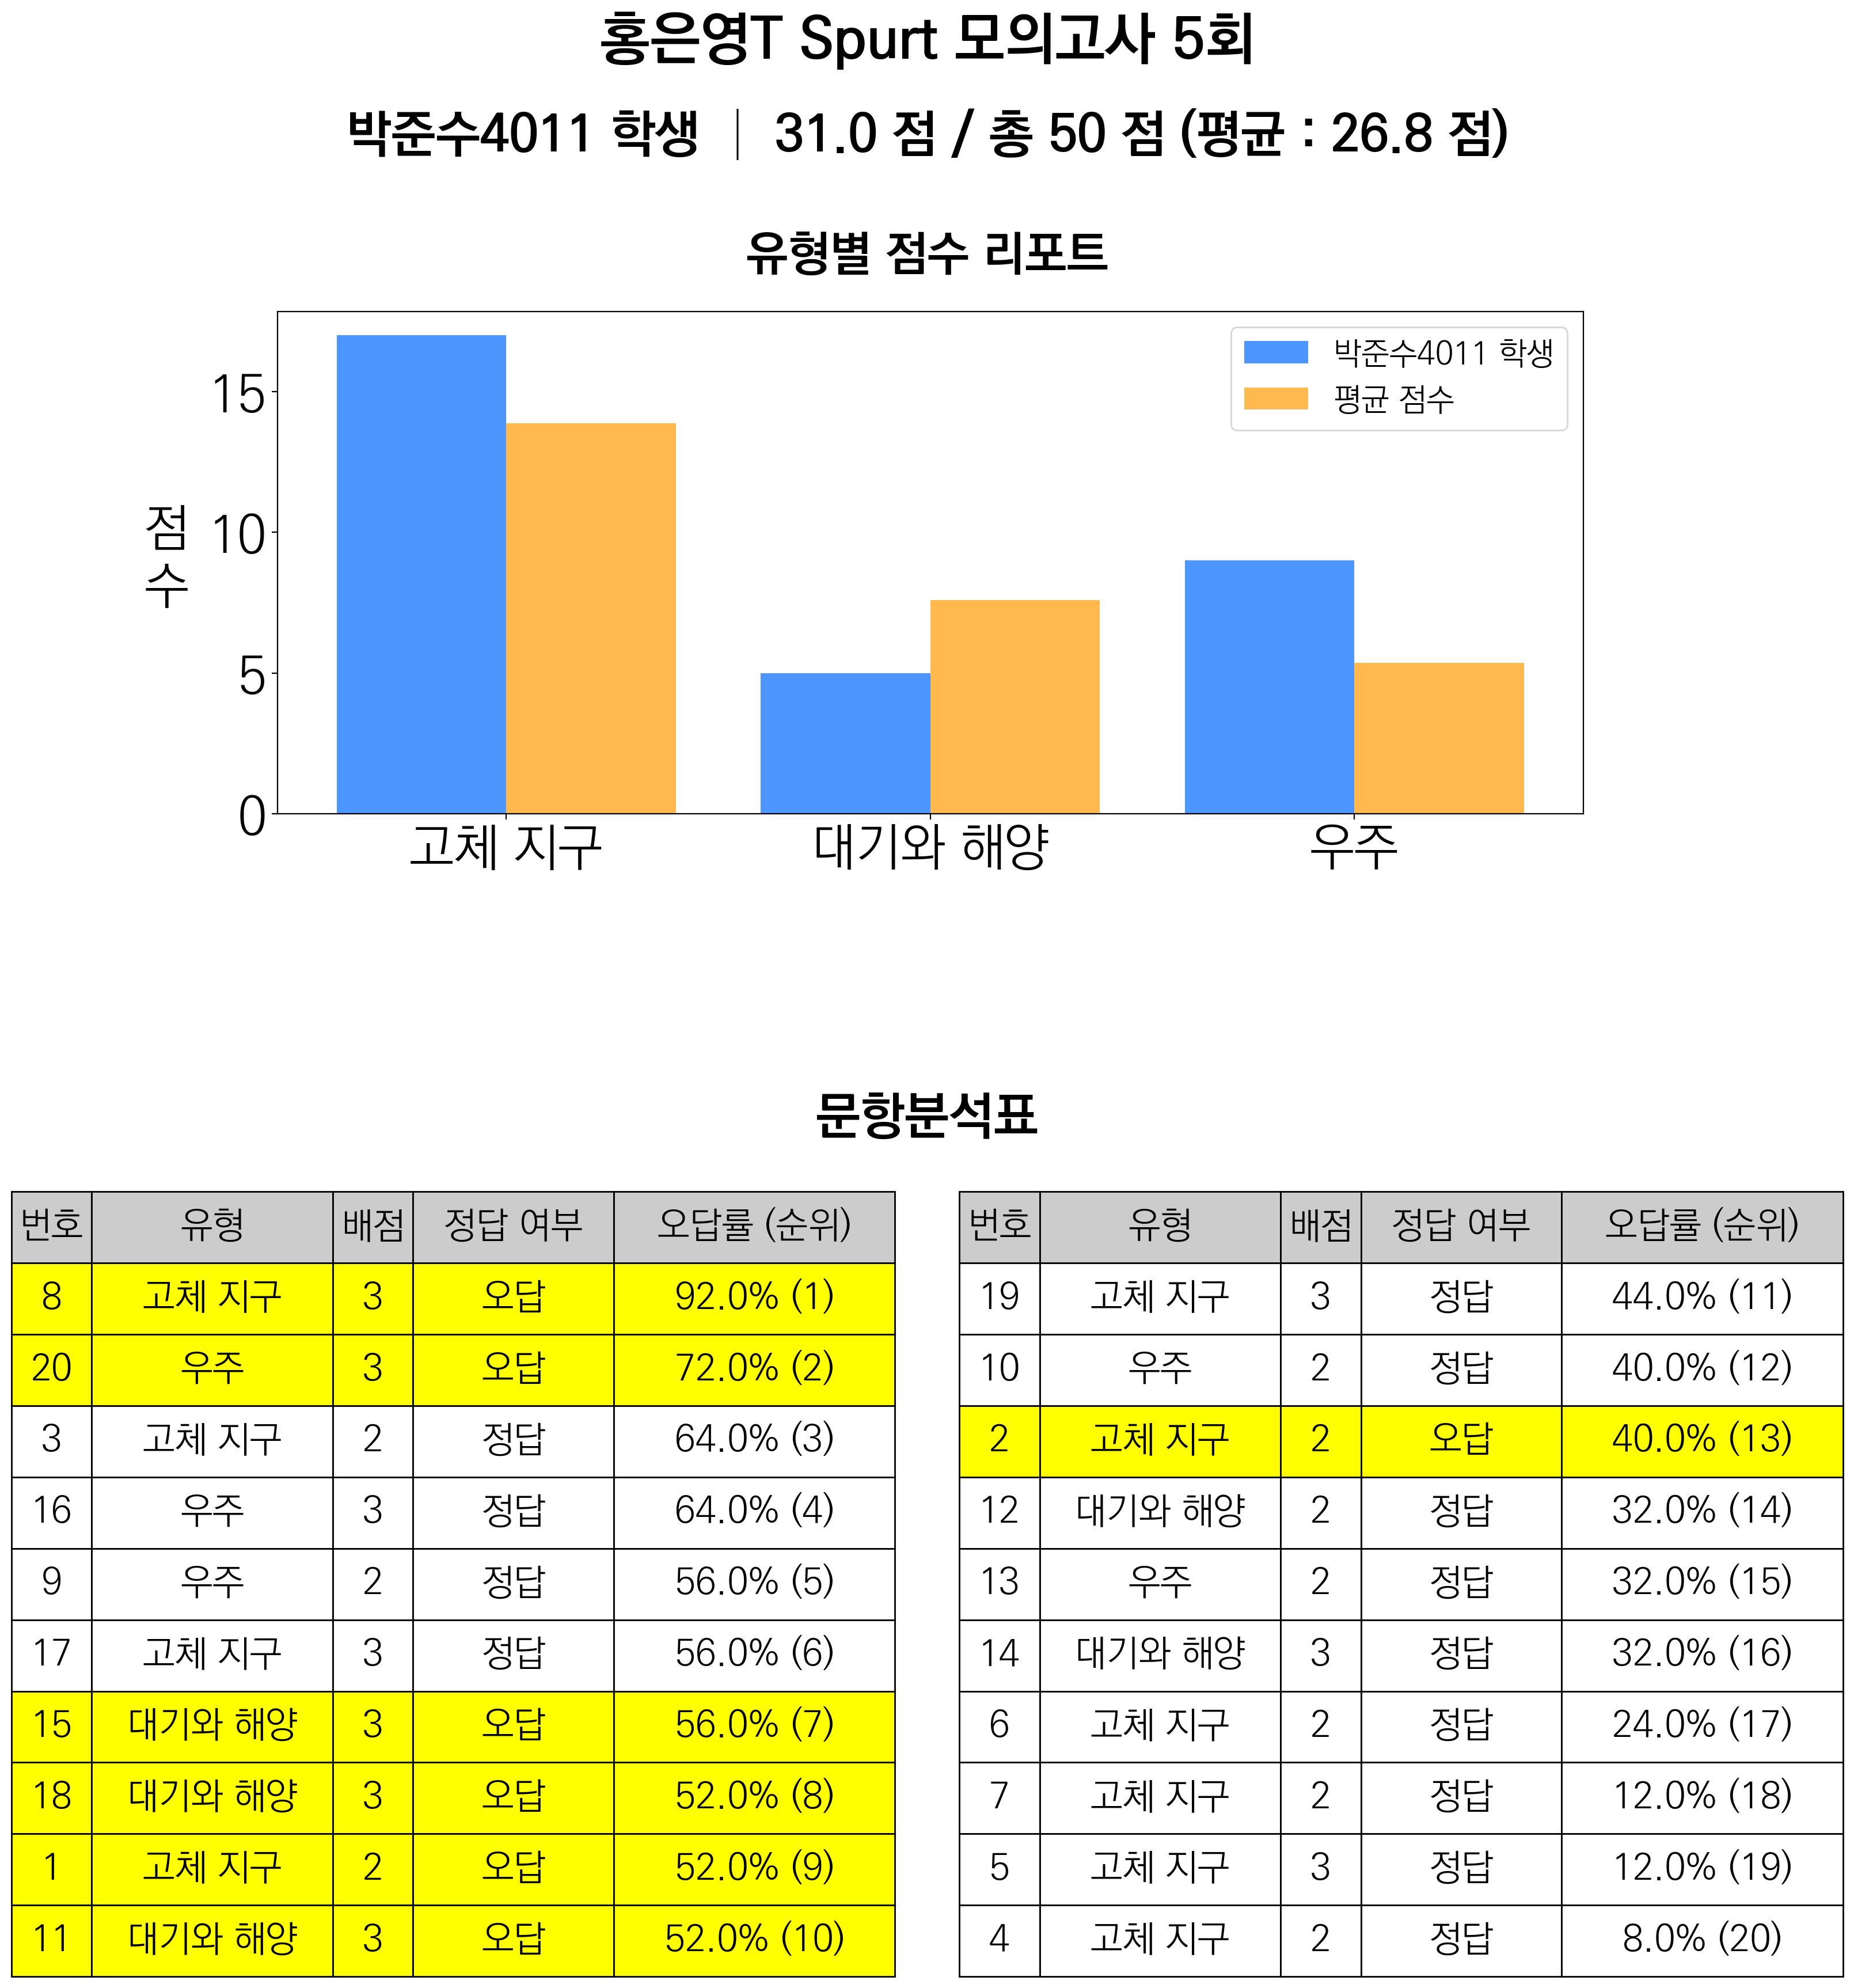 홍은영T Spurt 모의고사 5회
박준수4011 학생 | 31.0 점 / 총 50 점 (평균 : 26.8 점)
유형별 점수 리포트
점수
15
10
5
0
박준수4011 학생
평균 점수
고체 지구 대기와 해양 우주
문항분석표
번호 유형 배점 정답 여부 오답률 (순위)
8 고체 지구 3 오답 92.0% (1)
20 우주 3 오답 72.0% (2)
3 고체 지구 2 정답 64.0% (3)
16 우주 3 정답 64.0% (4)
9 우주 2 정답 56.0% (5)
17 고체 지구 3 정답 56.0% (6)
15 대기와 해양 3 오답 56.0% (7)
18 대기와 해양 3 오답 52.0% (8)
1 고체 지구 2 오답 52.0% (9)
11 대기와 해양 3 오답 52.0% (10)
번호 유형 배점 정답 여부 오답률 (순위)
19 고체 지구 3 정답 44.0% (11)
10 우주 2 정답 40.0% (12)
2 고체 지구 2 오답 40.0% (13)
12 대기와 해양 2 정답 32.0% (14)
13 우주 2 정답 32.0% (15)
14 대기와 해양 3 정답 32.0% (16)
6 고체 지구 2 정답 24.0% (17)
7 고체 지구 2 정답 12.0% (18)
5 고체 지구 3 정답 12.0% (19)
4 고체 지구 2 정답 8.0% (20)